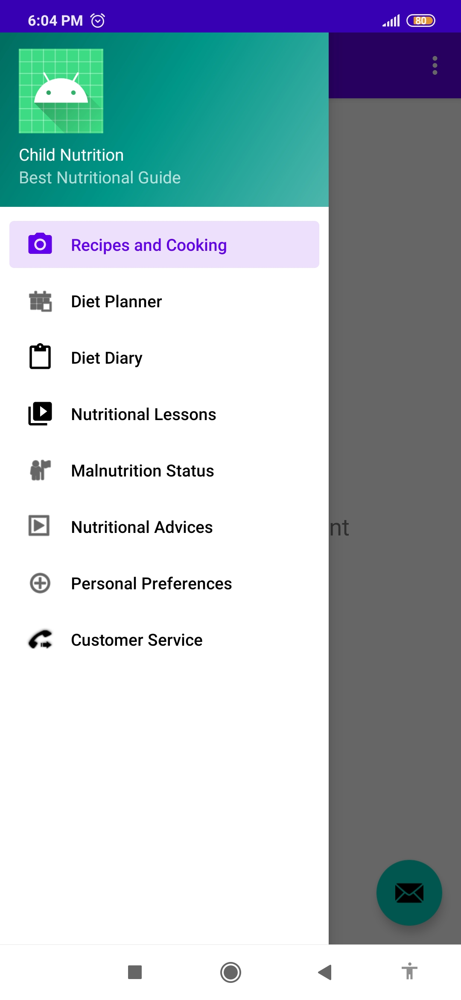 6:04 PM
80
Child Nutrition
Best Nutritional Guide
Recipes and Cooking
Diet Planner
Diet Diary
Nutritional Lessons
Malnutrition Status
Nutritional Advices
nt
Personal Preferences
Customer Service